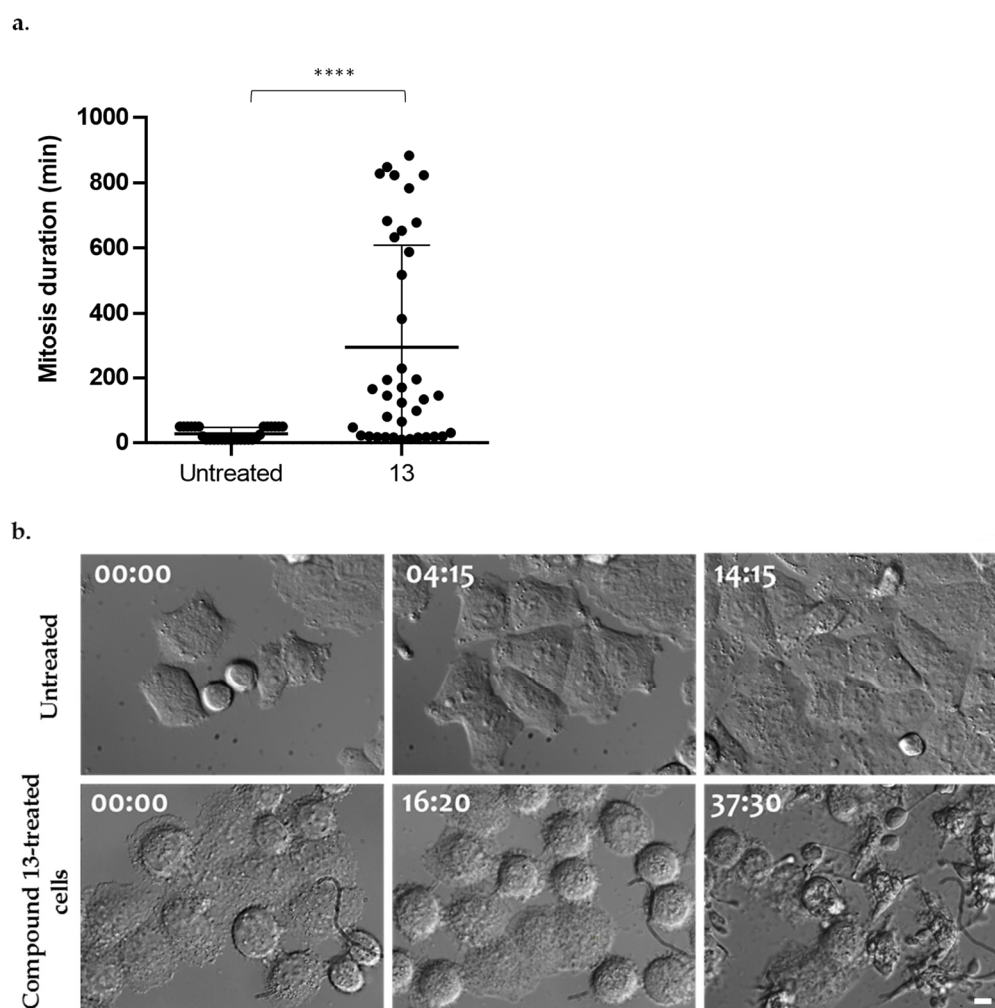 a.
****
Mitosis duration (min)
1000
800
600
400
200
0
Untreated
13
b.
Untreated
00:00
04:15
14:15
Compound 13-treated
cells
00:00
16:20
37:30